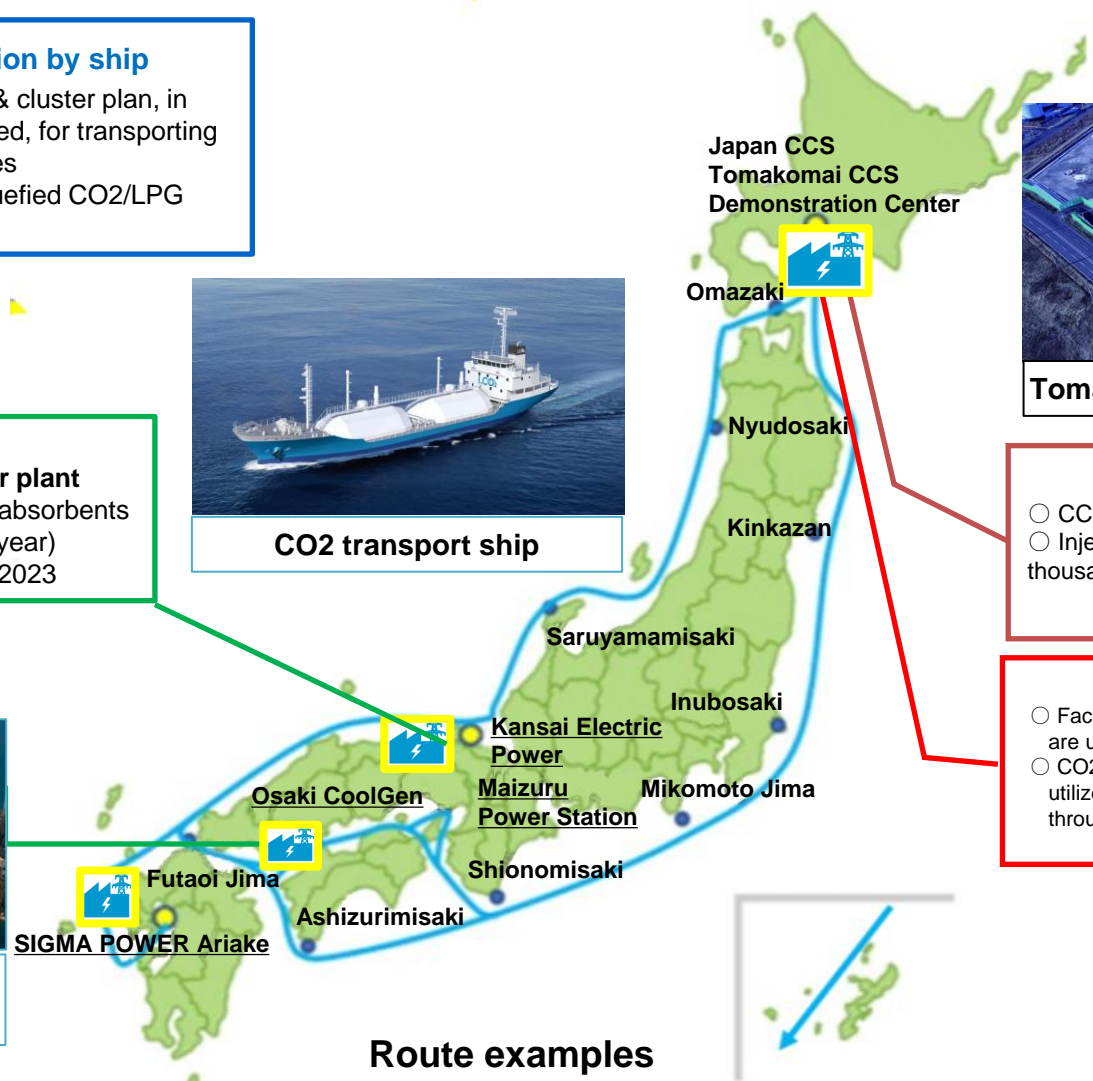 ion by ship
& cluster plan, in
ed, for transporting
es
uefied CO2/LPG
Japan CCS
Tomakomai CCS
Demonstration Center
Omazaki
LCO₂
CO2 transport ship
Toma
r plant
absorbents
year)
2023
Nyudosaki
Kinkazan
○ CC
○ Inje
thousa
Saruyamamisaki
Inubosaki
Kansai Electric
Power
Maizuru
Power Station
Mikomoto Jima
○ Fac
are u
○ CO2
utilize
throu
Osaki CoolGen
Futaoi Jima
Shionomisaki
Ashizurimisaki
SIGMA POWER Ariake
Route examples